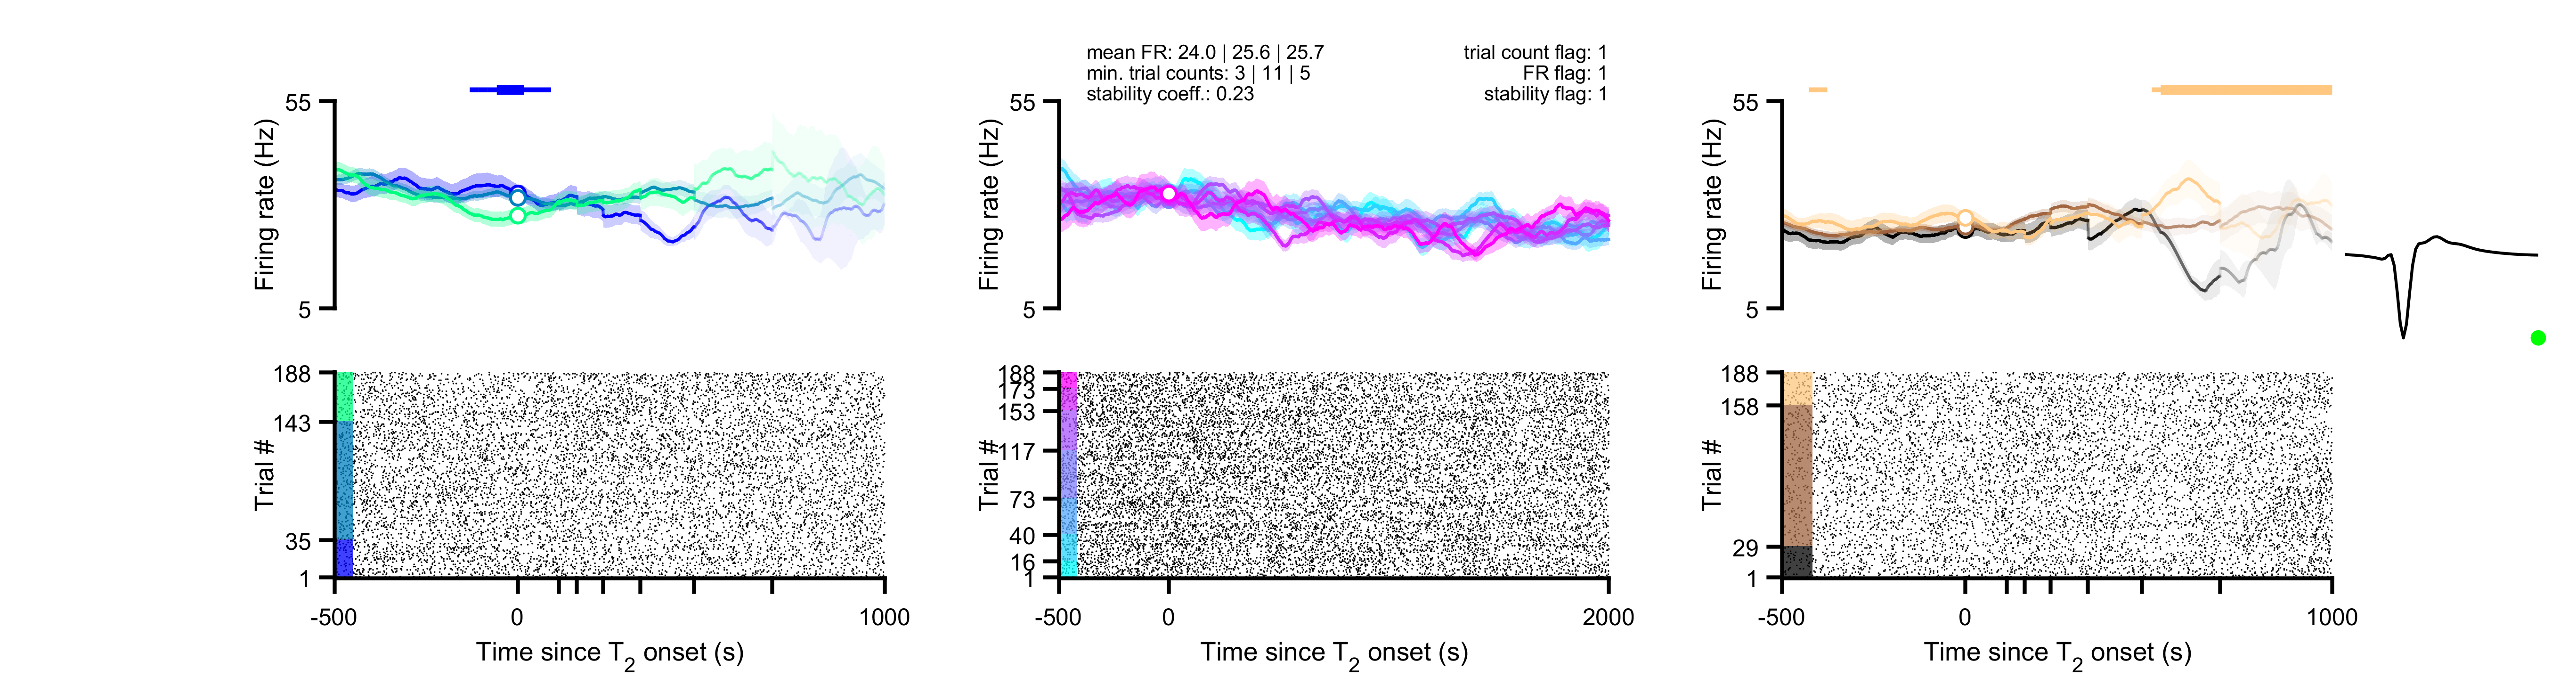 mean FR: 24.0 | 25.6 | 25.7
min. trial counts: 3 | 11 | 5
stability coeff.: 0.23
trial count flag: 1
FR flag: 1
stability flag: 1
55
Firing rate (Hz)
5
55
Firing rate (Hz)
5
55
Firing rate (Hz)
5
188
143
Trial #
35
1
-500
0
1000
Time since T2 onset (s)
188
173
153
117
Trial #
73
40
16
1
-500
0
2000
Time since T2 onset (s)
188
158
Trial #
29
1
-500
0
1000
Time since T2 onset (s)